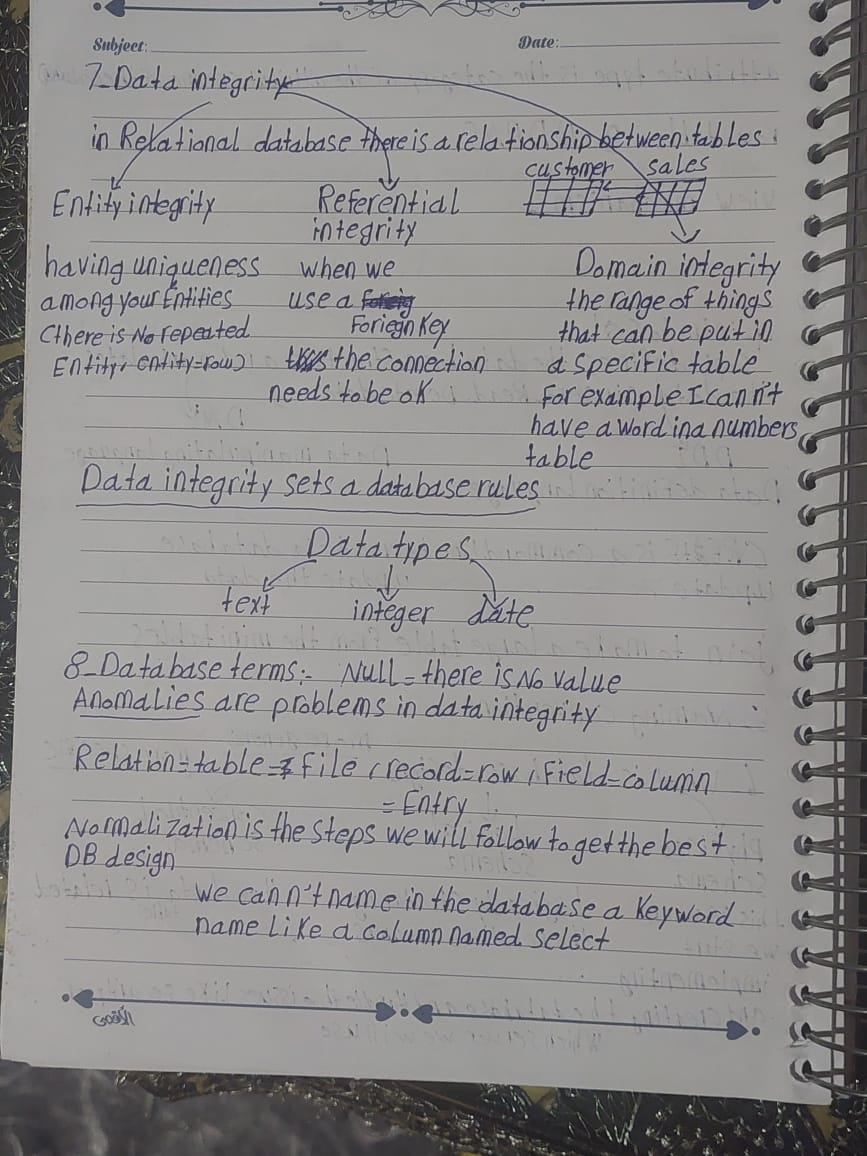 Subject:
Date:
7_Data integrity
in Relational database there is a relationship between tables.
customer sales
Entity integrity
having uniqueness
among your Entities
(there is No repeated
Entity, entity=row)
Referential
integrity
when we
use a
Foriegn Key
the connection
needs to be ok
Domain integrity
the range of things
that can be put in
a specific table
For example I can n't
have a word in a numbers
table
Data integrity sets a database rules
Data types
text integer date
8_Database terms:- Null = there is No value
Anomalies are problems in data integrity
Relation=table=File, record=row, Field=column
= Entry
Normalization is the steps we will follow to get the best
DB design
we can n't name in the database a Keyword
name like a column named select